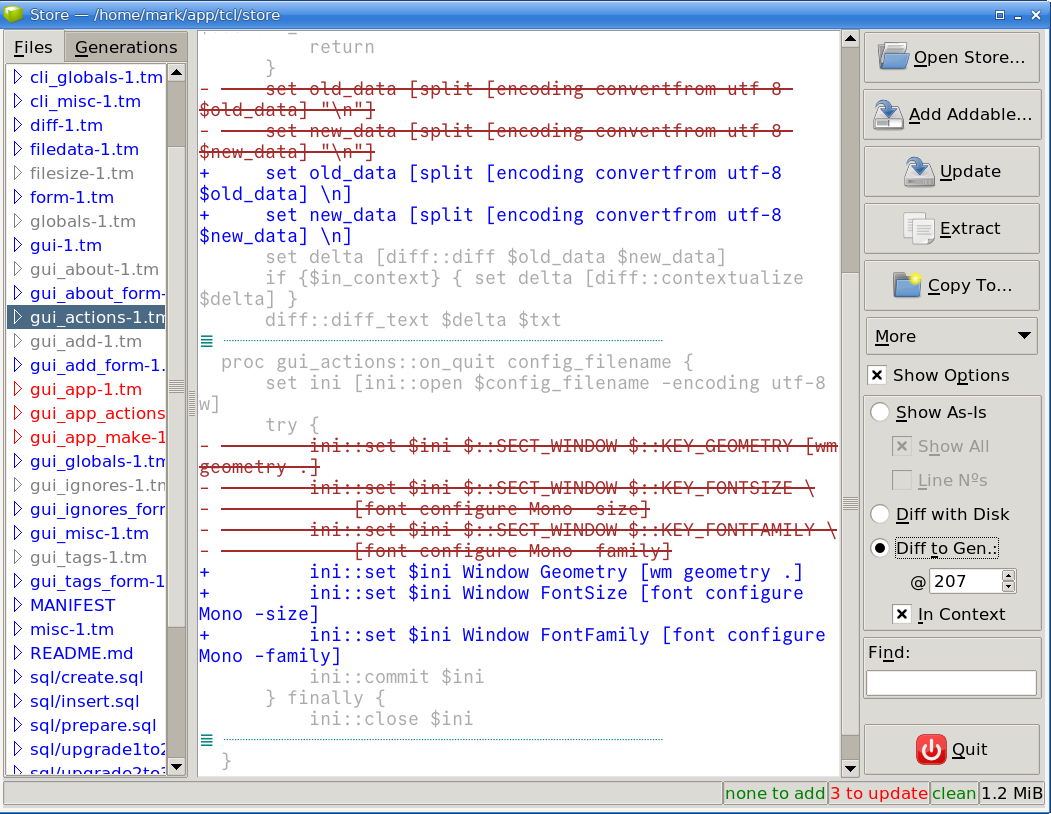 Store — /home/mark/app/tcl/store
Files
Generations
cli_globals-1.tm
cli_misc-1.tm
diff-1.tm
filedata-1.tm
filesize-1.tm
form-1.tm
globals-1.tm
gui-1.tm
gui_about-1.tm
gui_about_form-
gui_actions-1.tm
gui_add-1.tm
gui_add_form-1.
gui_app-1.tm
gui_app_actions
gui_app_make-1
gui_globals-1.tm
gui_ignores-1.tm
gui_ignores_form
gui_misc-1.tm
gui_tags-1.tm
gui_tags_form-1
MANIFEST
misc-1.tm
README.md
sql/create.sql
sql/insert.sql
sql/prepare.sql
sql/upgrade1to2
sql/upgrade2to3
return
}
-     set old_data [split [encoding convertfrom utf-8
$old_data] "\n"]
-     set new_data [split [encoding convertfrom utf-8
$new_data] "\n"]
+     set old_data [split [encoding convertfrom utf-8
$old_data] \n]
+     set new_data [split [encoding convertfrom utf-8
$new_data] \n]
set delta [diff::diff $old_data $new_data]
if {$in_context} { set delta [diff::contextualize
$delta] }
diff::diff_text $delta $txt
≣
proc gui_actions::on_quit config_filename {
set ini [ini::open $config_filename -encoding utf-8
w]
try {
-         ini::set $ini $::SECT_WINDOW $::KEY_GEOMETRY [wm
geometry .]
-         ini::set $ini $::SECT_WINDOW $::KEY_FONTSIZE \
-             [font configure Mono -size]
-         ini::set $ini $::SECT_WINDOW $::KEY_FONTFAMILY \
-             [font configure Mono -family]
+         ini::set $ini Window Geometry [wm geometry .]
+         ini::set $ini Window FontSize [font configure
Mono -size]
+         ini::set $ini Window FontFamily [font configure
Mono -family]
ini::commit $ini
} finally {
ini::close $ini
≣
}
Open Store...
Add Addable...
Update
Extract
Copy To...
More
Show Options
Show As-Is
Show All
Line Nºs
Diff with Disk
Diff to Gen.:
@ 207
In Context
Find:
Quit
none to add
3 to update
clean
1.2 MiB